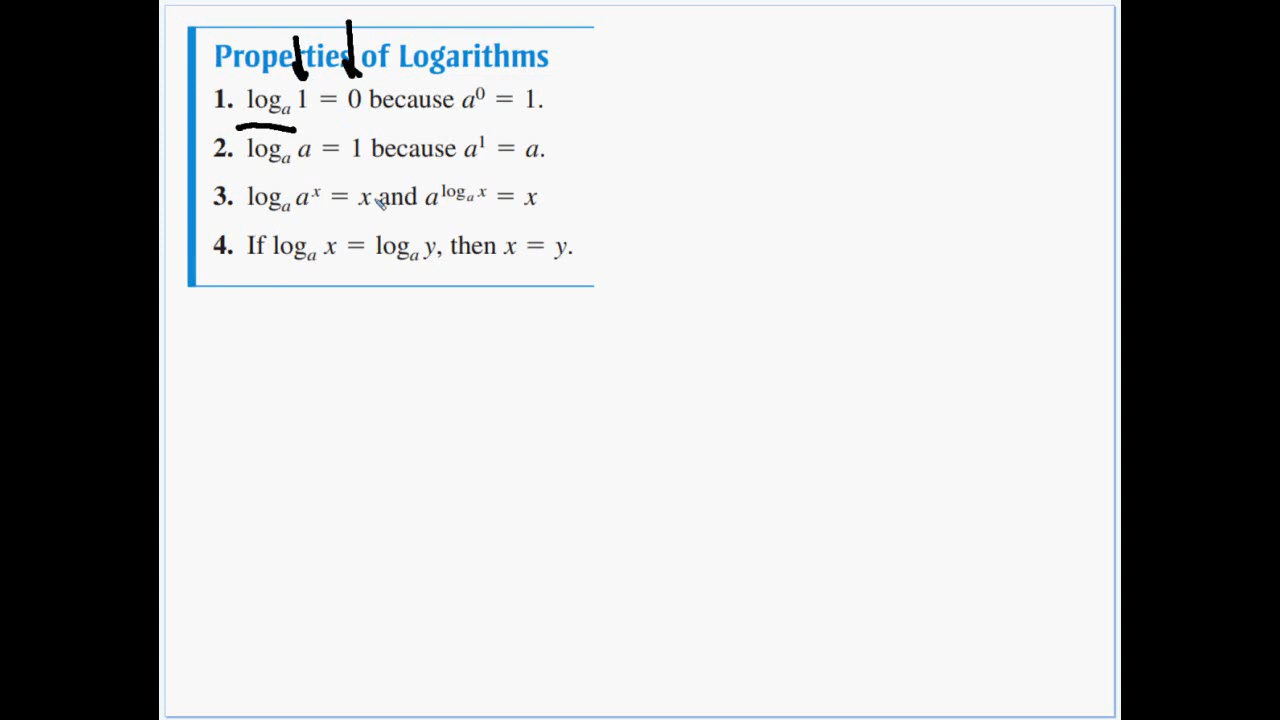 Properties of Logarithms
1. logₐ 1 = 0 because a⁰ = 1.
2. logₐ a = 1 because a¹ = a.
3. logₐ aˣ = x and a^(logₐ x) = x
4. If logₐ x = logₐ y, then x = y.